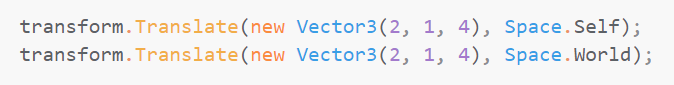 transform.Translate(new Vector3(2, 1, 4), Space.Self);
transform.Translate(new Vector3(2, 1, 4), Space.World);